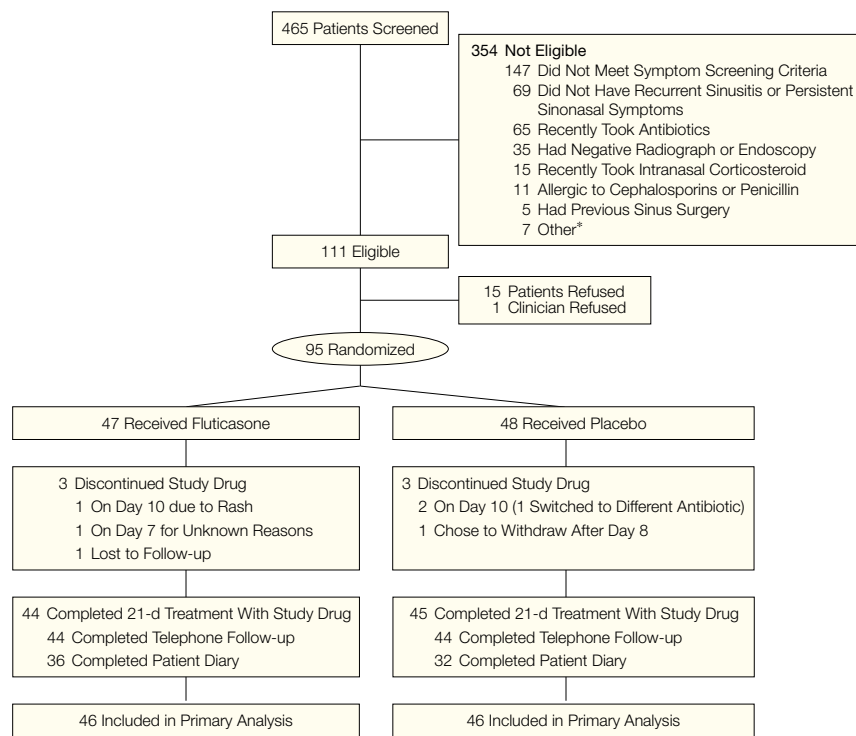 465 Patients Screened
354 Not Eligible
147 Did Not Meet Symptom Screening Criteria
69 Did Not Have Recurrent Sinusitis or Persistent
Sinonasal Symptoms
65 Recently Took Antibiotics
35 Had Negative Radiograph or Endoscopy
15 Recently Took Intranasal Corticosteroid
11 Allergic to Cephalosporins or Penicillin
5 Had Previous Sinus Surgery
7 Other*
111 Eligible
15 Patients Refused
1 Clinician Refused
95 Randomized
47 Received Fluticasone
48 Received Placebo
3 Discontinued Study Drug
1 On Day 10 due to Rash
1 On Day 7 for Unknown Reasons
1 Lost to Follow-up
3 Discontinued Study Drug
2 On Day 10 (1 Switched to Different Antibiotic)
1 Chose to Withdraw After Day 8
44 Completed 21-d Treatment With Study Drug
44 Completed Telephone Follow-up
36 Completed Patient Diary
45 Completed 21-d Treatment With Study Drug
44 Completed Telephone Follow-up
32 Completed Patient Diary
46 Included in Primary Analysis
46 Included in Primary Analysis